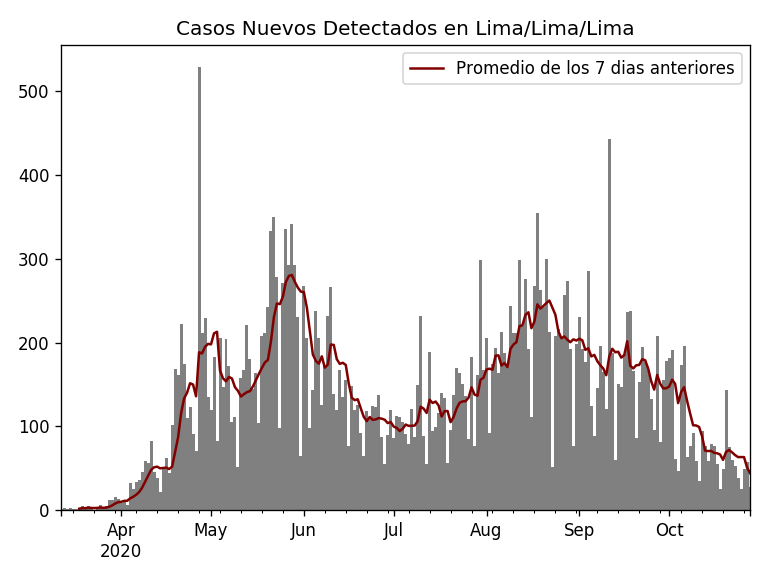 Casos Nuevos Detectados en Lima/Lima/Lima
Promedio de los 7 dias anteriores
500
400
300
200
100
0
Apr May Jun Jul Aug Sep Oct
2020